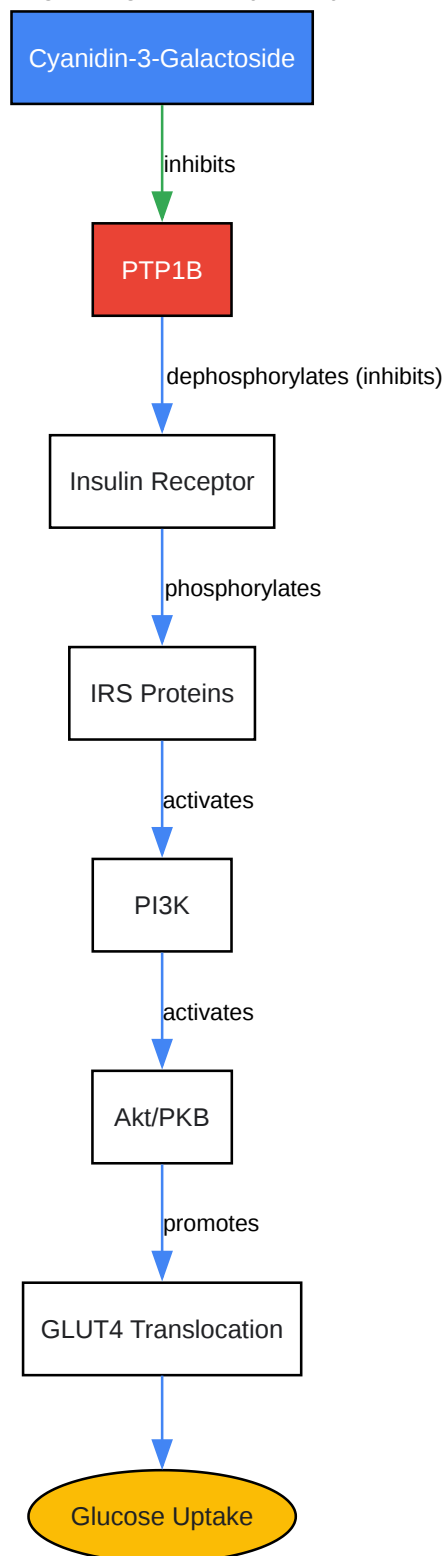 Cyanidin-3-Galactoside
inhibits
PTP1B
dephosphorylates (inhibits)
Insulin Receptor
phosphorylates
IRS Proteins
activates
PI3K
activates
Akt/PKB
promotes
GLUT4 Translocation
Glucose Uptake